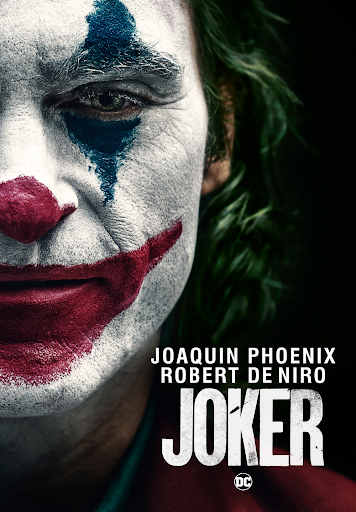 JOAQUIN PHOENIX
ROBERT DE NIRO
JOKER
DC